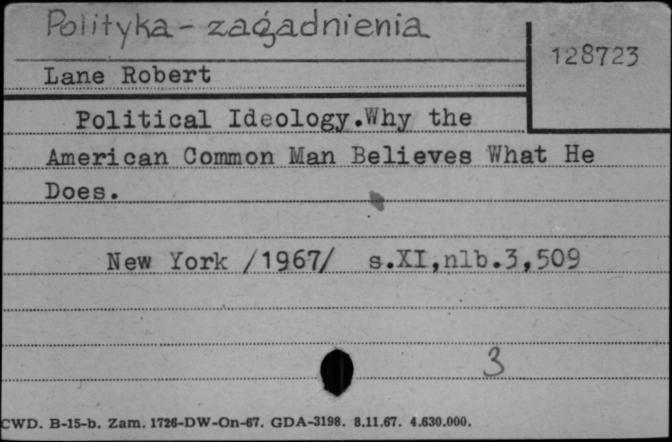 Polityka - zagadnienia
128723
Lane Robert
Political Ideology.Why the
American Common Man Believes What He
Does.
New York /1967/ s.XI,nlb.3,509
3
CWD. B-15-b. Zam. 1726-DW-On-67. GDA-3198. 8.11.67. 4.630.000.